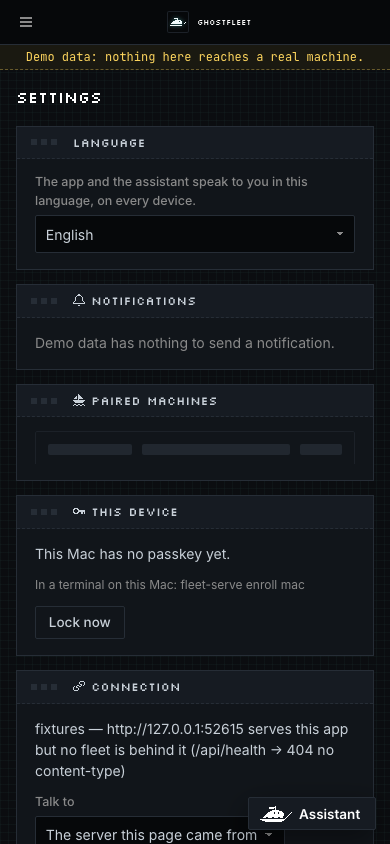 GHOSTFLEET
Demo data: nothing here reaches a real machine.
SETTINGS
LANGUAGE
The app and the assistant speak to you in this
language, on every device.
English
NOTIFICATIONS
Demo data has nothing to send a notification.
PAIRED MACHINES
THIS DEVICE
This Mac has no passkey yet.
In a terminal on this Mac: fleet-serve enroll mac
Lock now
CONNECTION
fixtures — http://127.0.0.1:52615 serves this app
but no fleet is behind it (/api/health → 404 no
content-type)
Talk to
The server this page came from
Assistant